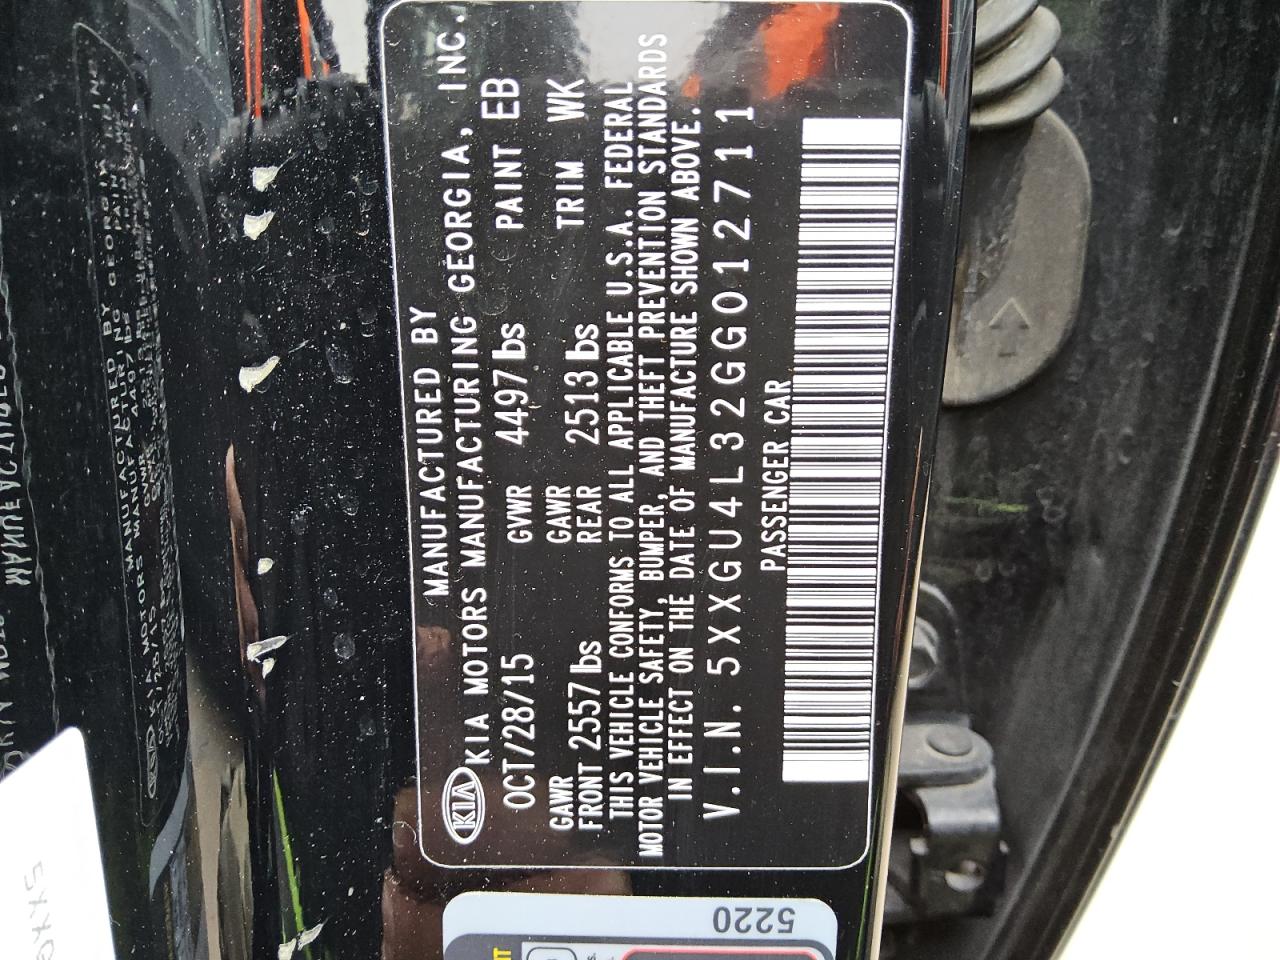 MANUFACTURED BY
KIA KIA MOTORS MANUFACTURING GEORGIA, INC.
OCT/28/15 GVWR 4497 lbs PAINT EB
GAWR FRONT 2557 lbs GAWR REAR 2513 lbs TRIM WK
THIS VEHICLE CONFORMS TO ALL APPLICABLE U.S.A. FEDERAL
MOTOR VEHICLE SAFETY, BUMPER, AND THEFT PREVENTION STANDARDS
IN EFFECT ON THE DATE OF MANUFACTURE SHOWN ABOVE.
V.I.N. 5XXGU4L32GG012711
PASSENGER CAR
5220